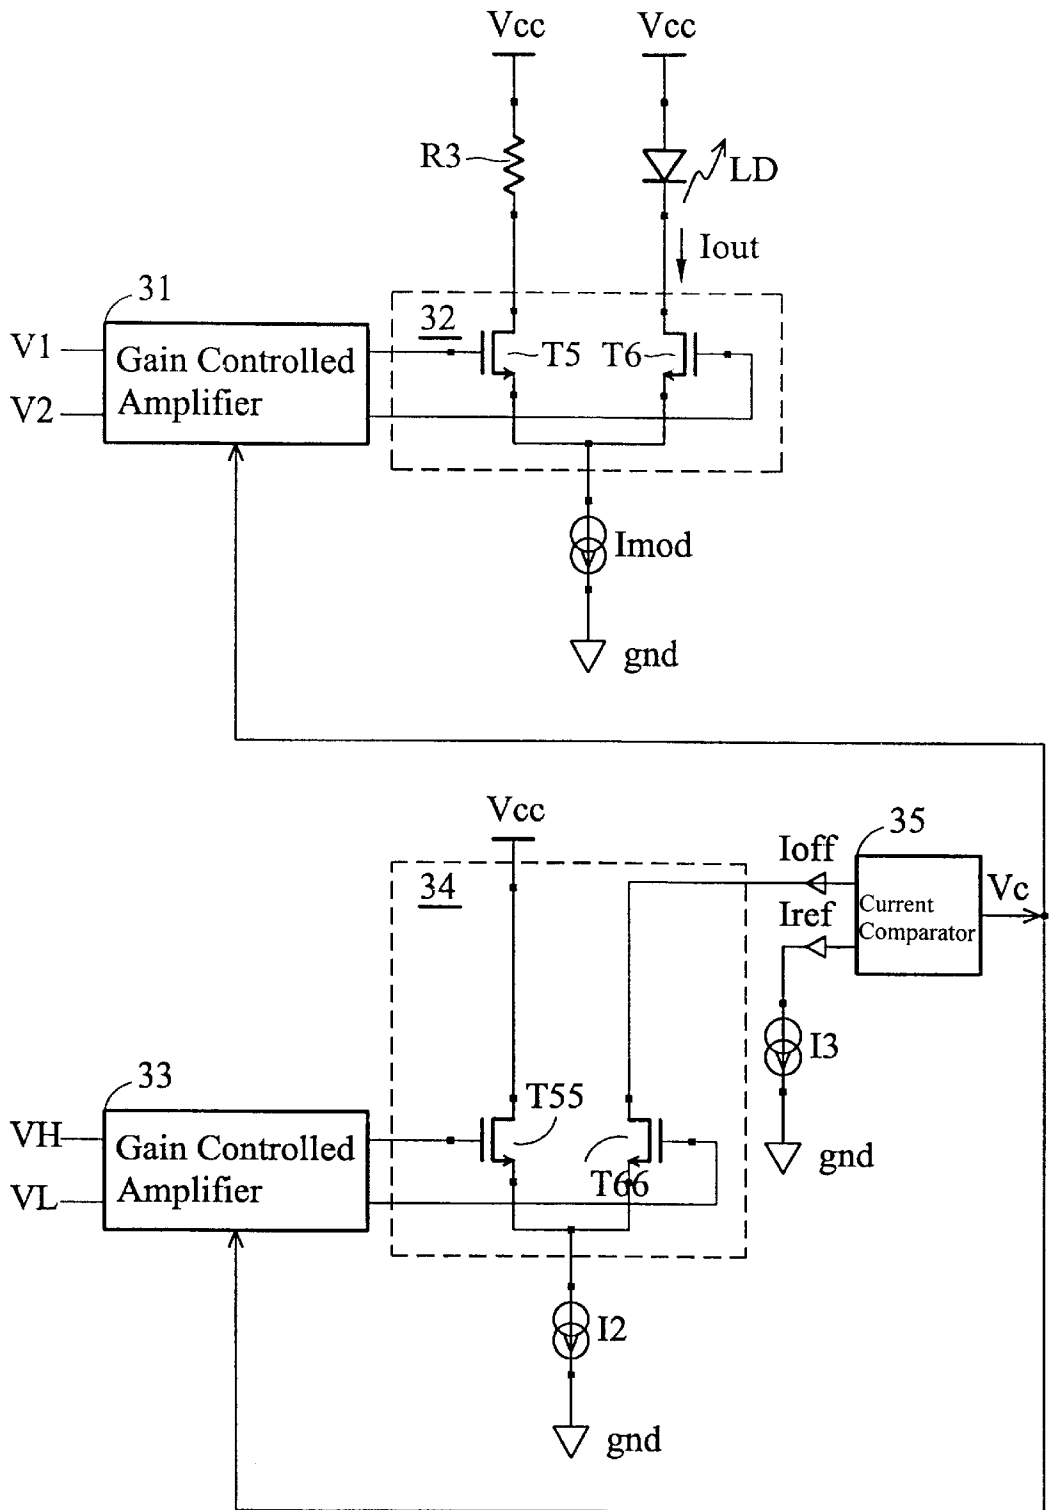 Vcc Vcc
R3 LD
Iout
31
V1
V2
Gain Controlled
Amplifier
32
T5 T6
Imod
gnd
Vcc
34
35
Ioff
Iref
Current
Comparator
Vc
I3
gnd
33
VH
VL
Gain Controlled
Amplifier
T55
T66
I2
gnd